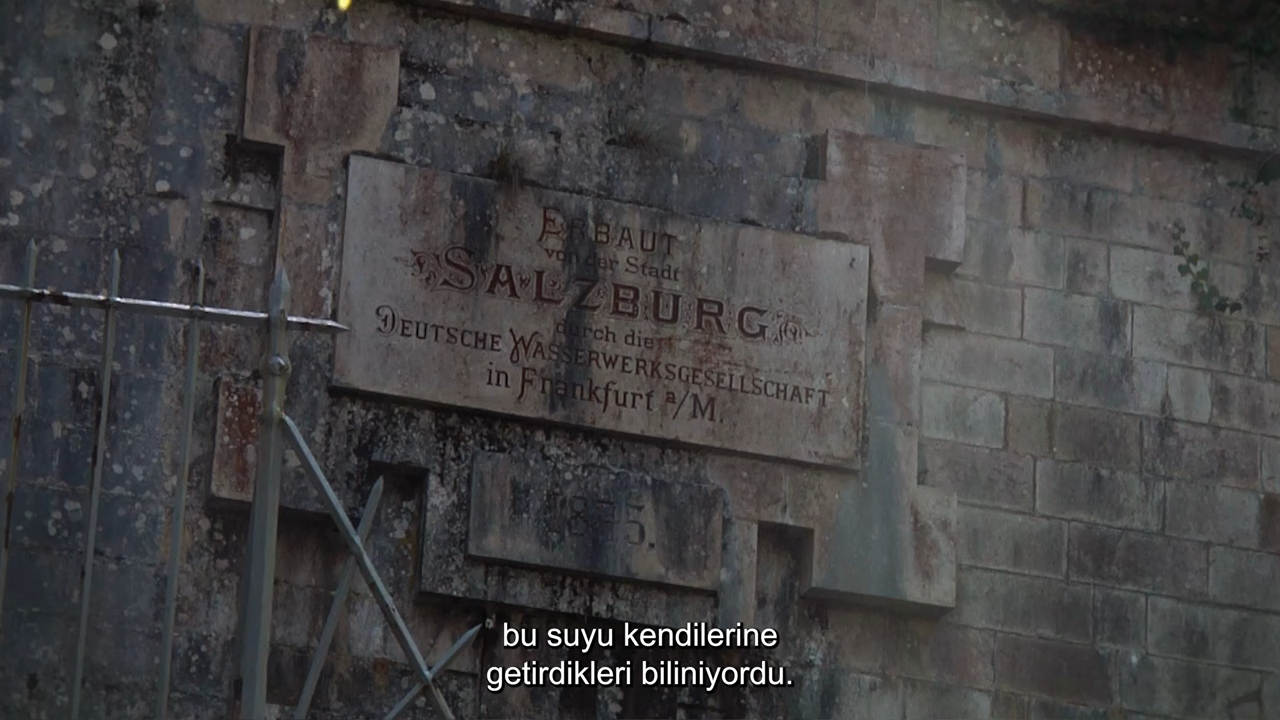 ERBAUT
von der Stadt
SALZBURG
durch die
DEUTSCHE WASSERWERKSGESELLSCHAFT
in Frankfurt a/M.
1875.
bu suyu kendilerine
getirdikleri biliniyordu.